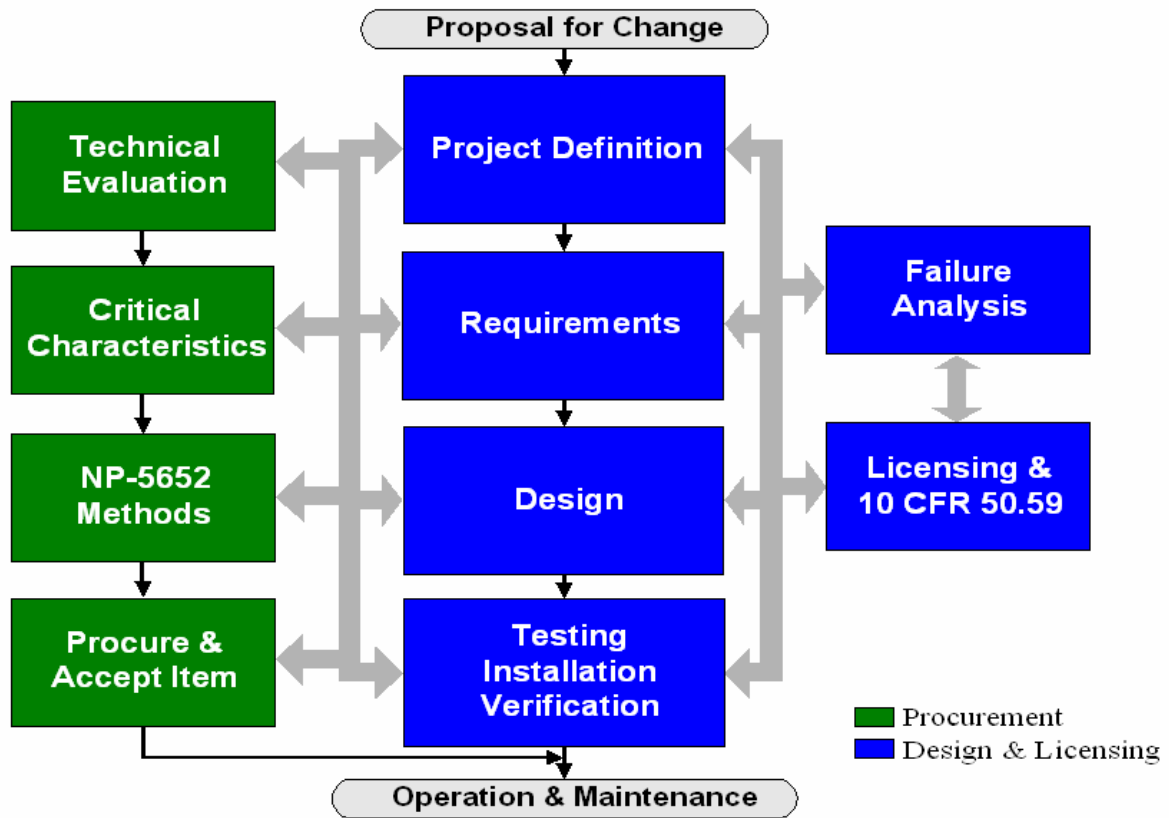 Proposal for Change
Technical
Evaluation
Critical
Characteristics
NP-5652
Methods
Procure &
Accept Item
Project Definition
Requirements
Design
Testing
Installation
Verification
Failure
Analysis
Licensing &
10 CFR 50.59
Procurement
Design & Licensing
Operation & Maintenance